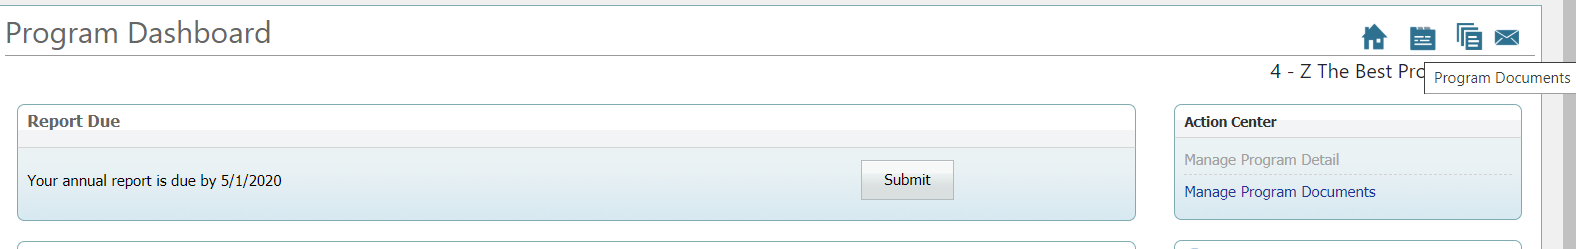 Program Dashboard
4 - Z The Best
Program Documents
Report Due
Your annual report is due by 5/1/2020
Submit
Action Center
Manage Program Detail
Manage Program Documents